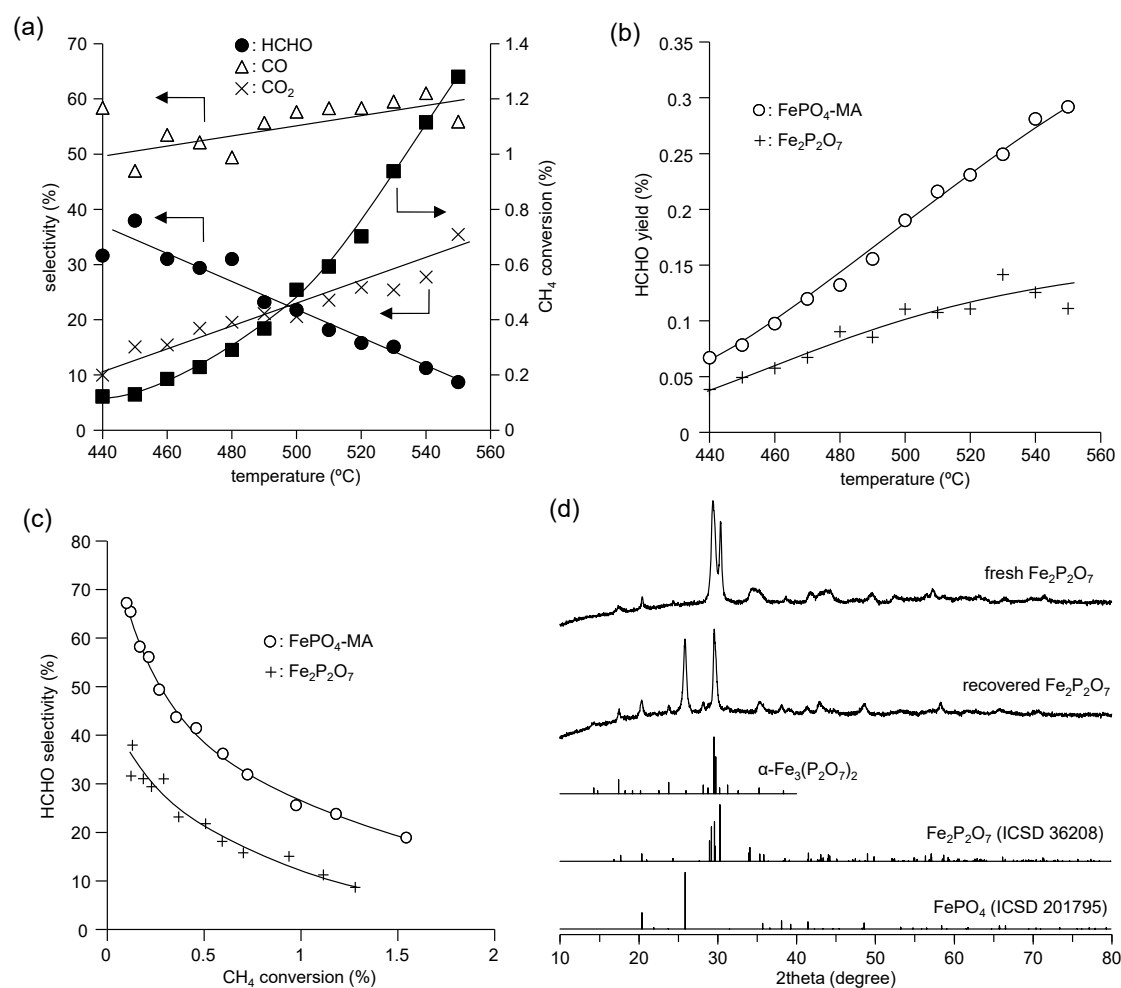 (a)
●: HCHO
△: CO
×: CO₂
70
60
50
40
30
20
10
0
selectivity (%)
1.4
1.2
1
0.8
0.6
0.4
0.2
0
CH₄ conversion (%)
440 460 480 500 520 540 560
temperature (ºC)
(b)
0.35
0.3
0.25
0.2
0.15
0.1
0.05
0
HCHO yield (%)
○: FePO₄-MA
+: Fe₂P₂O₇
440 460 480 500 520 540 560
temperature (ºC)
(c)
80
70
60
50
40
30
20
10
0
HCHO selectivity (%)
○: FePO₄-MA
+: Fe₂P₂O₇
0 0.5 1 1.5 2
CH₄ conversion (%)
(d)
fresh Fe₂P₂O₇
recovered Fe₂P₂O₇
α-Fe₃(P₂O₇)₂
Fe₂P₂O₇ (ICSD 36208)
FePO₄ (ICSD 201795)
10 20 30 40 50 60 70 80
2theta (degree)